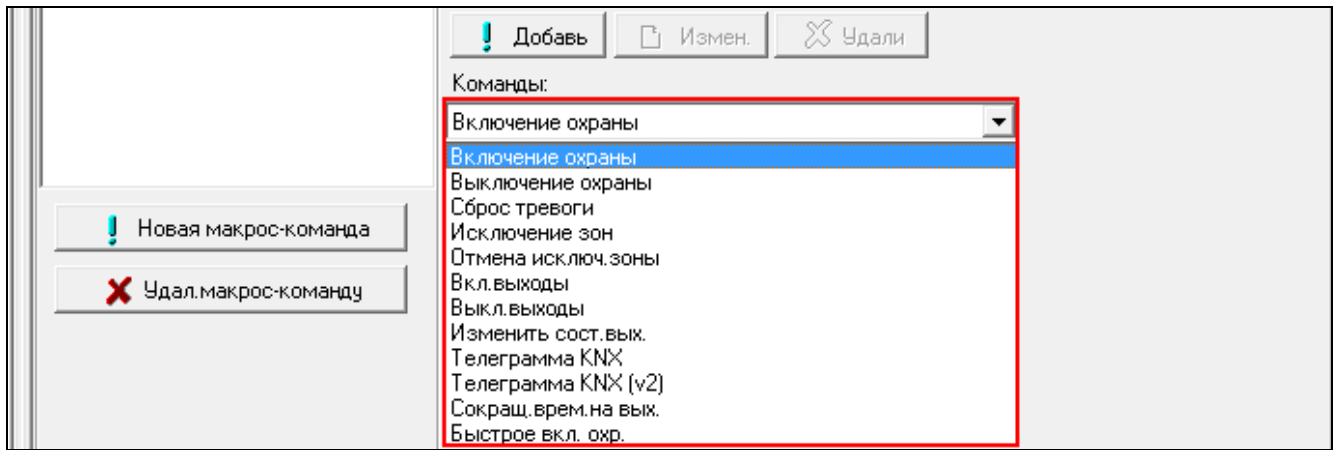 Добавь Измен. Удали
Команды:
Включение охраны
Включение охраны
Выключение охраны
Сброс тревоги
Исключение зон
Отмена исключ.зоны
Вкл.выходы
Выкл.выходы
Изменить сост.вых.
Телеграмма KNX
Телеграмма KNX (v2)
Сокращ.врем.на вых.
Быстрое вкл. охр.
Новая макрос-команда
Удал.макрос-команду